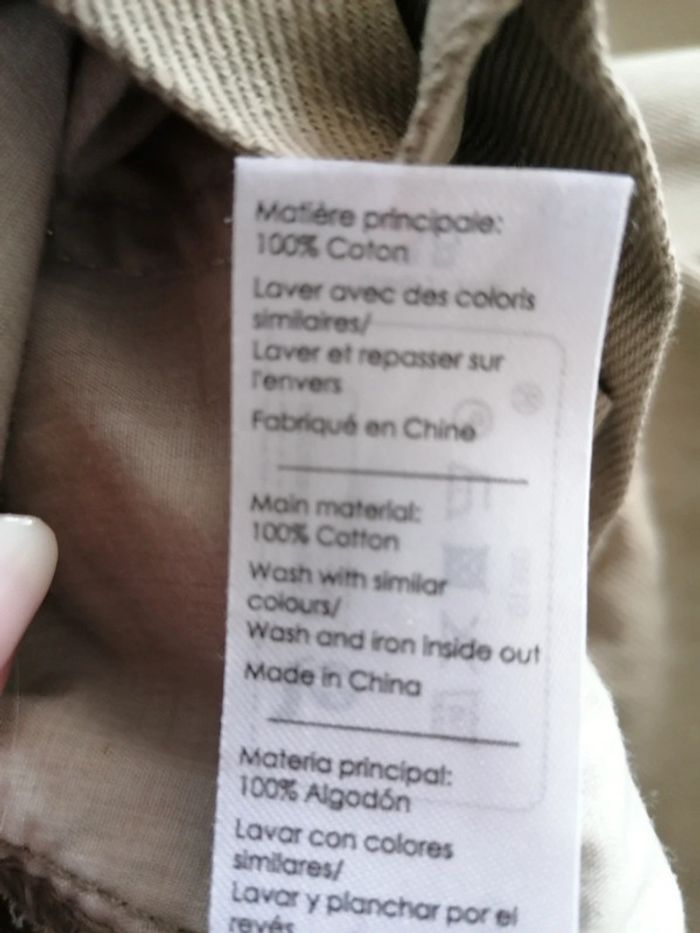 Matière principale:
100% Coton
Laver avec des coloris
similaires/
Laver et repasser sur
l'envers
Fabriqué en Chine
Main material:
100% Cotton
Wash with similar
colours/
Wash and iron inside out
Made in China
Materia principal:
100% Algodón
Lavar con colores
similares/
Lavar y planchar por el
revés